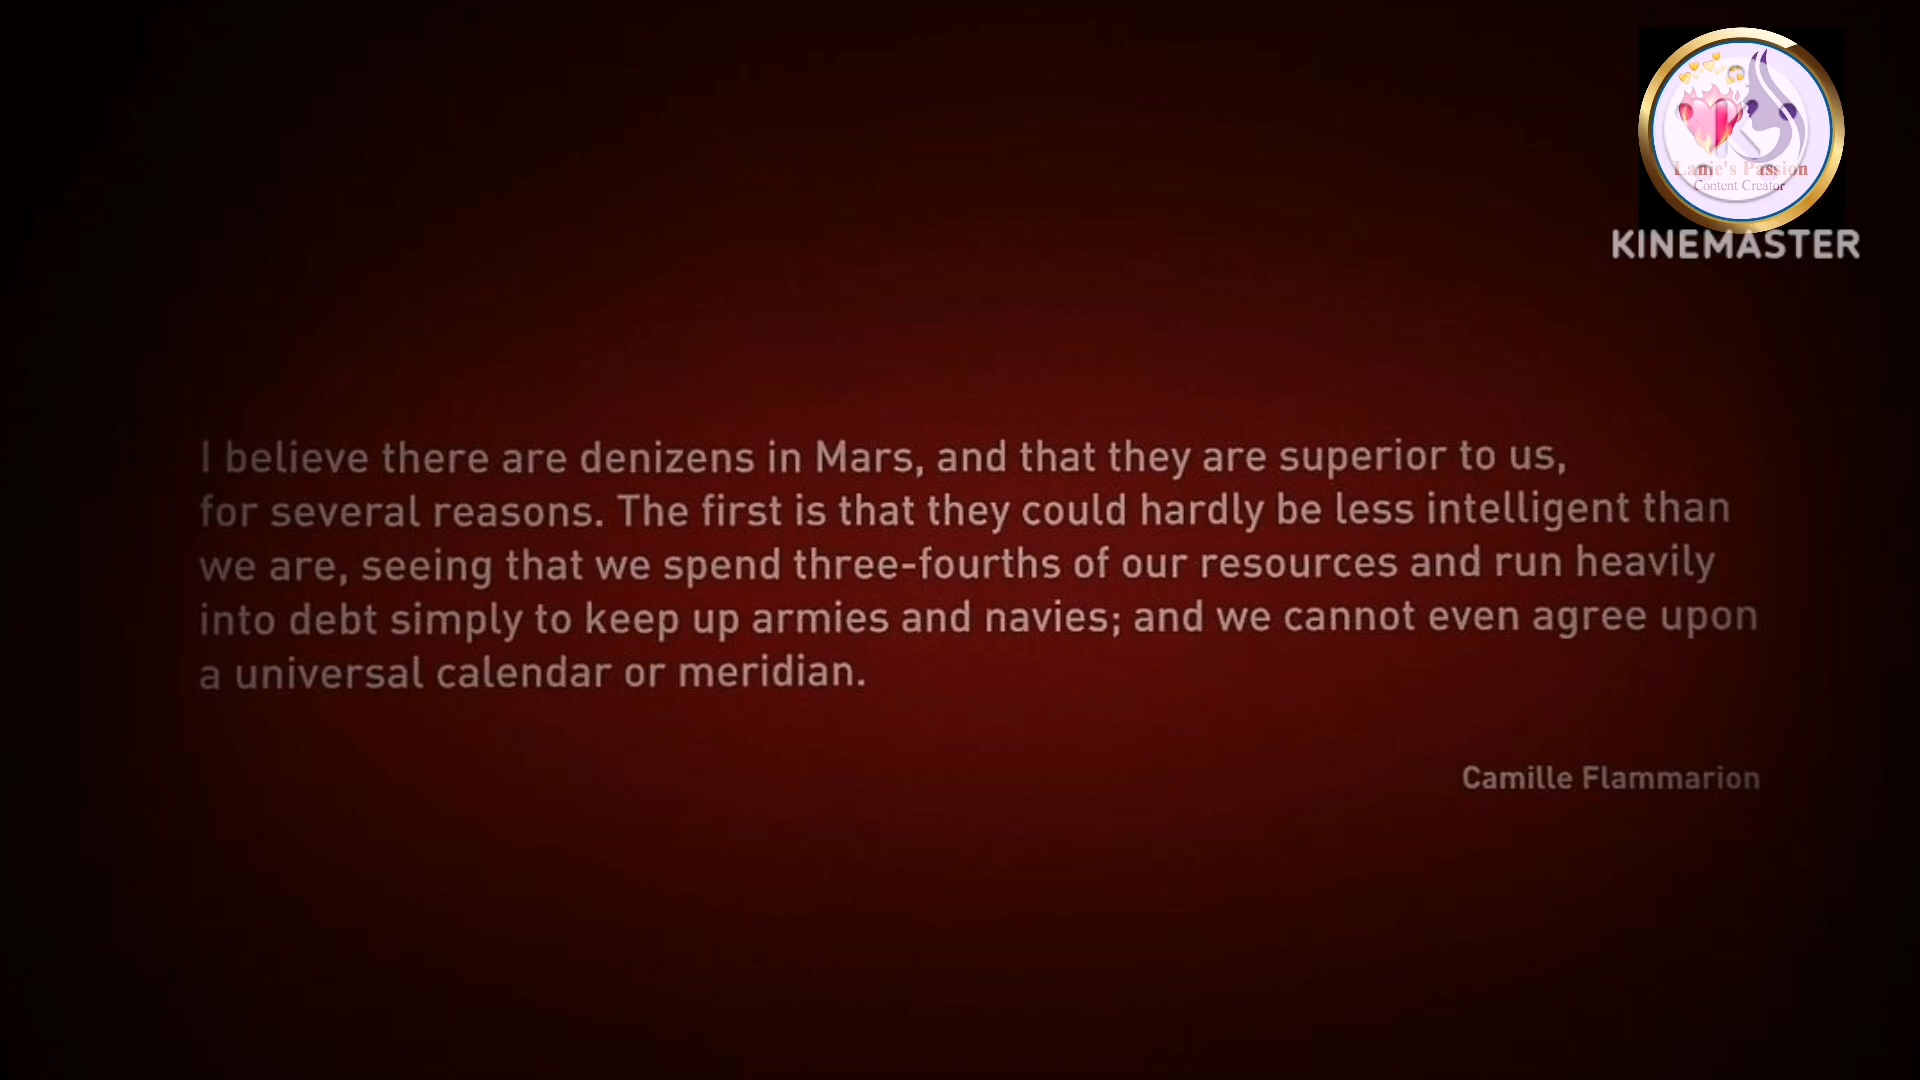 Lanie's Passion
Content Creator
KINEMASTER
I believe there are denizens in Mars, and that they are superior to us,
for several reasons. The first is that they could hardly be less intelligent than
we are, seeing that we spend three-fourths of our resources and run heavily
into debt simply to keep up armies and navies; and we cannot even agree upon
a universal calendar or meridian.
Camille Flammarion